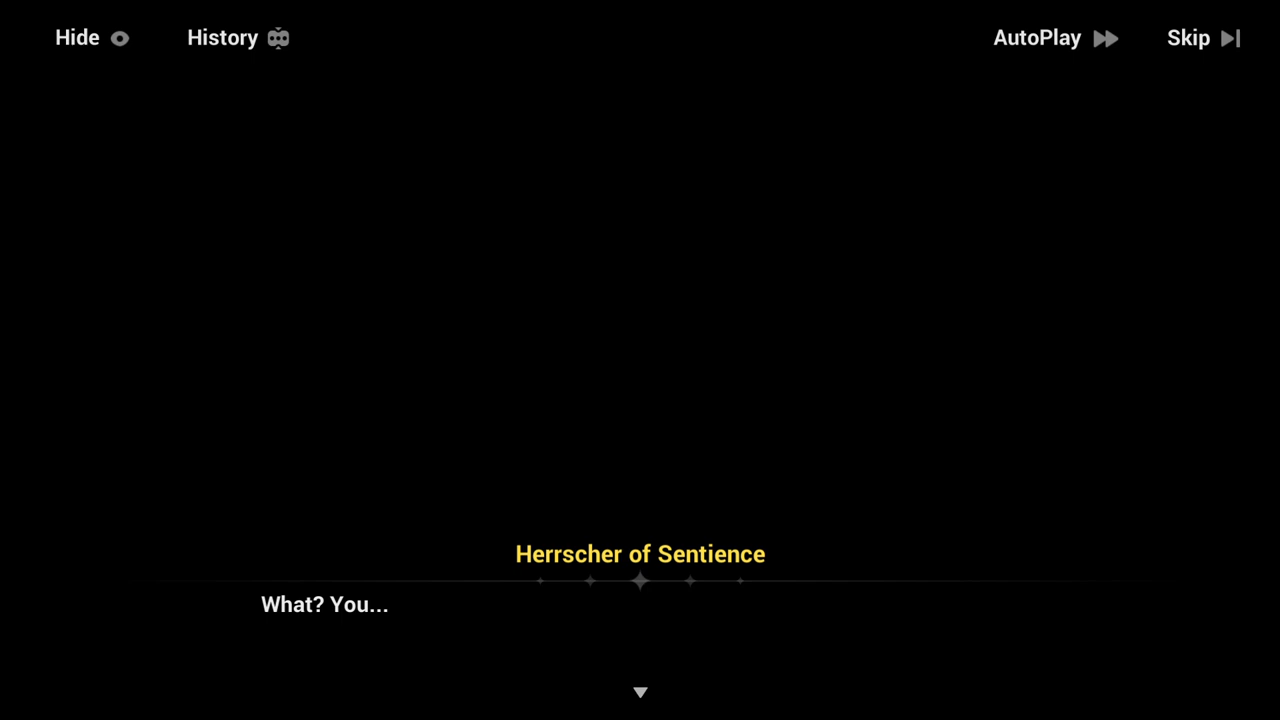 Hide
History
AutoPlay
Skip
Herrscher of Sentience
What? You...